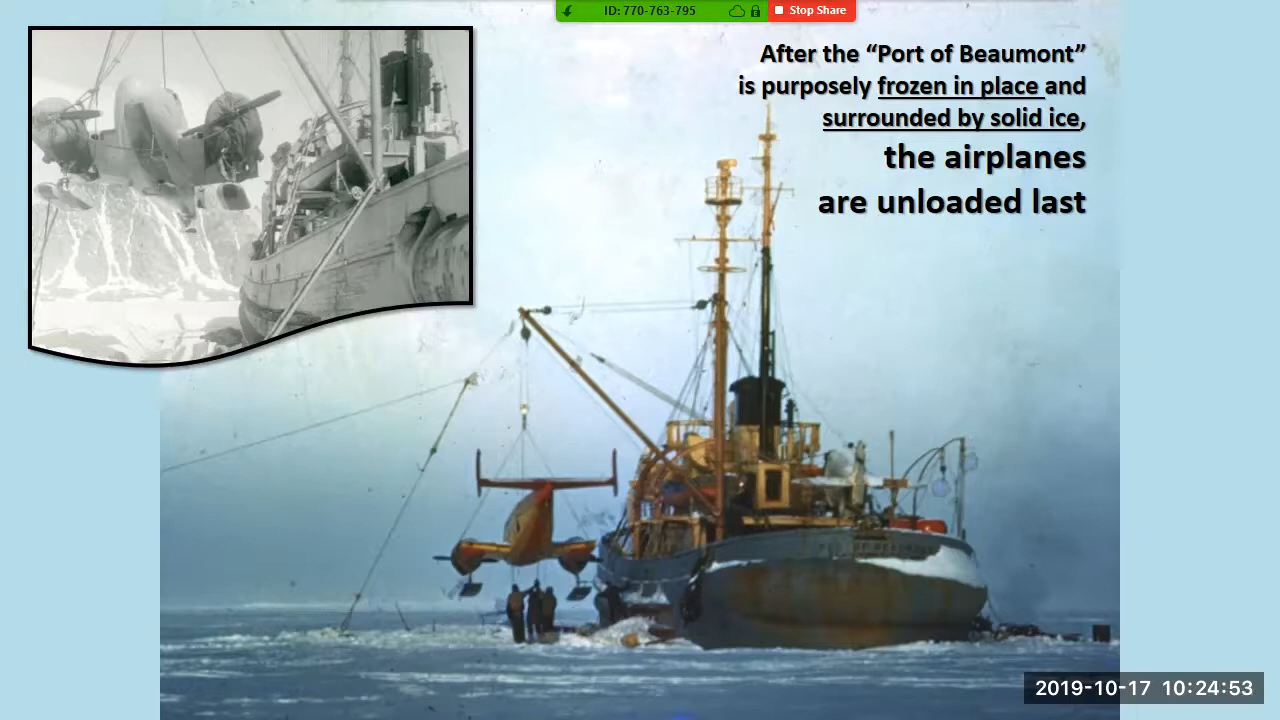 ID: 770-763-795
Stop Share
After the “Port of Beaumont”
is purposely frozen in place and
surrounded by solid ice,
the airplanes
are unloaded last
2019-10-17 10:24:53